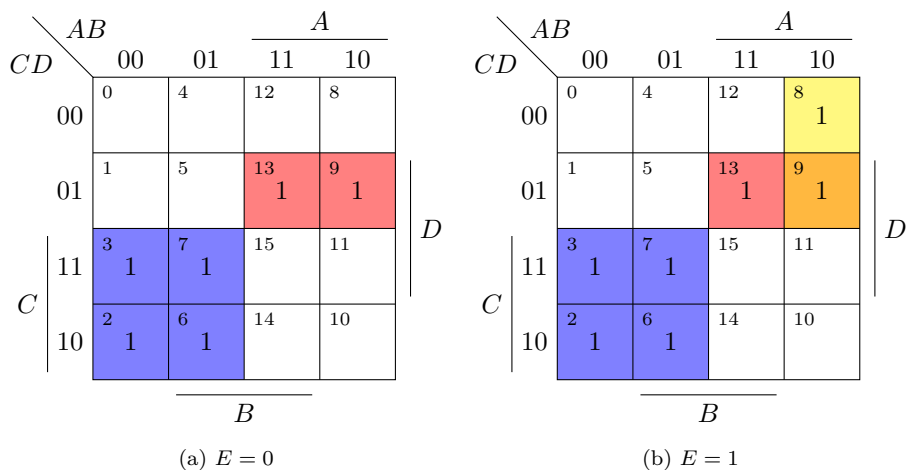 A A
AB AB
CD 00 01 11 10 CD 00 01 11 10
0 4 12 8 0 4 12 8
00 00 1
1 5 13 9 1 5 13 9
01 1 1 01 1 1
D D
3 7 15 11 3 7 15 11
11 1 1 11 1 1
C C
2 6 14 10 2 6 14 10
10 1 1 10 1 1
B B
(a) E = 0 (b) E = 1